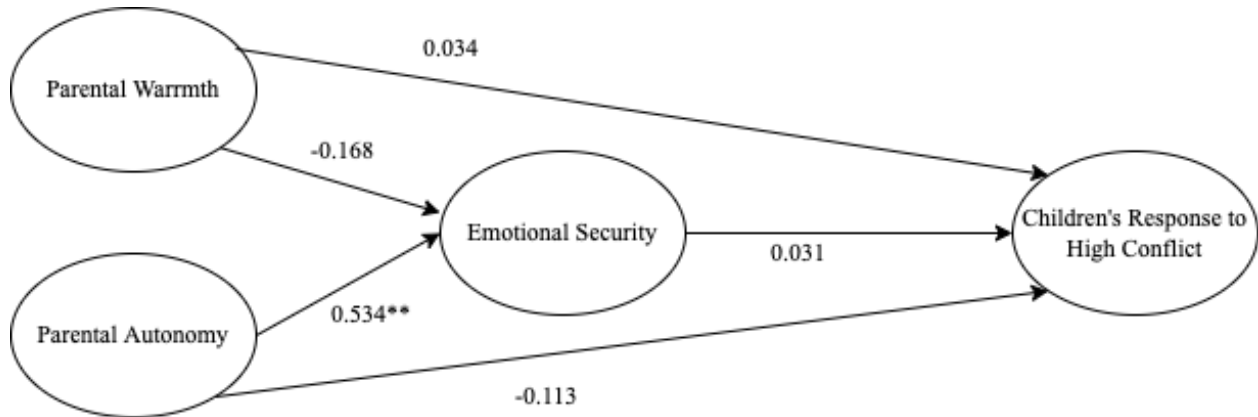 0.034
Parental Warrmth
-0.168
Emotional Security
Children's Response to
High Conflict
0.031
0.534**
Parental Autonomy
-0.113